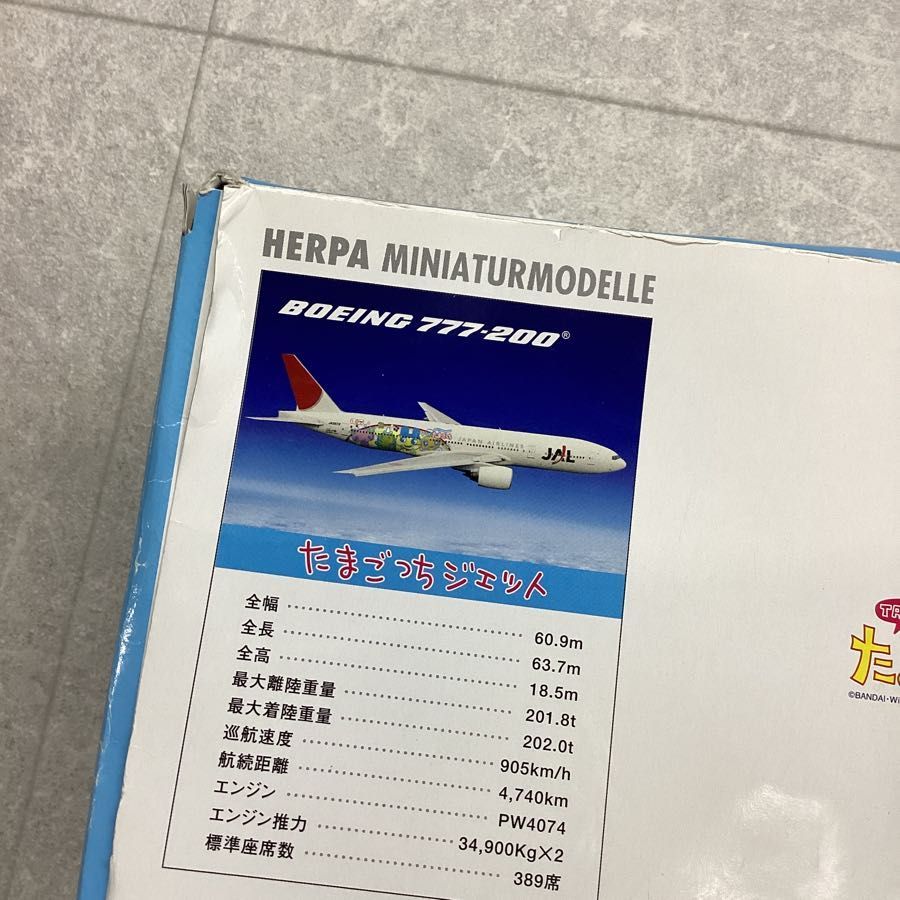 HERPA MINIATURMODELLE
BOEING 777-200®
JAPAN AIRLINES
JAL
たまごっちジェット
全幅 60.9m
全長 63.7m
全高 18.5m
最大離陸重量 201.8t
最大着陸重量 202.0t
巡航速度 905km/h
航続距離 4,740km
エンジン PW4074
エンジン推力 34,900Kg×2
標準座席数 389席
た
©BANDAI・Wi